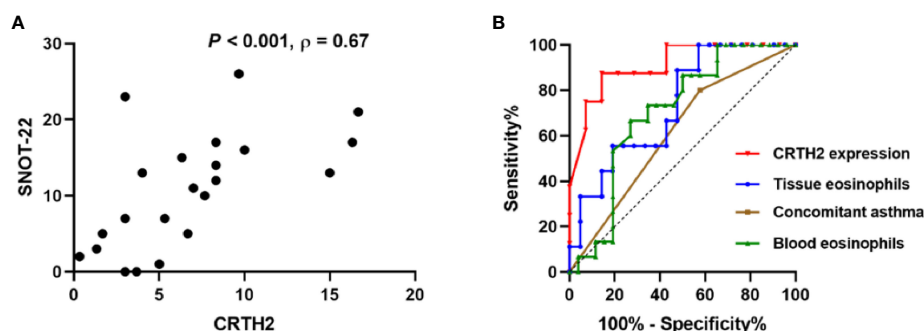 A
P < 0.001, ρ = 0.67
SNOT-22
30
20
10
0
0 5 10 15 20
CRTH2
B
Sensitivity%
100
80
60
40
20
0
0 20 40 60 80 100
100% - Specificity%
CRTH2 expression
Tissue eosinophils
Concomitant asthma
Blood eosinophils